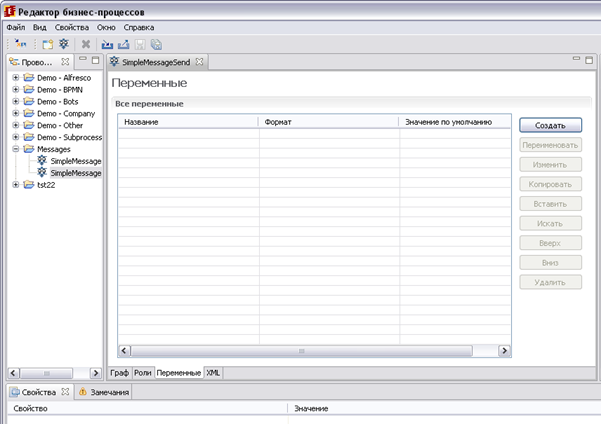 Редактор бизнес-процессов
Файл Вид Свойства Окно Справка
Прово...
SimpleMessageSend
Demo - Alfresco
Demo - BPMN
Demo - Bots
Demo - Company
Demo - Other
Demo - Subprocess
Messages
SimpleMessage
SimpleMessage
tst22
Переменные
Все переменные
Название Формат Значение по умолчанию
Создать
Переименовать
Изменить
Копировать
Вставить
Искать
Вверх
Вниз
Удалить
Граф Роли Переменные XML
Свойства Замечания
Свойство Значение